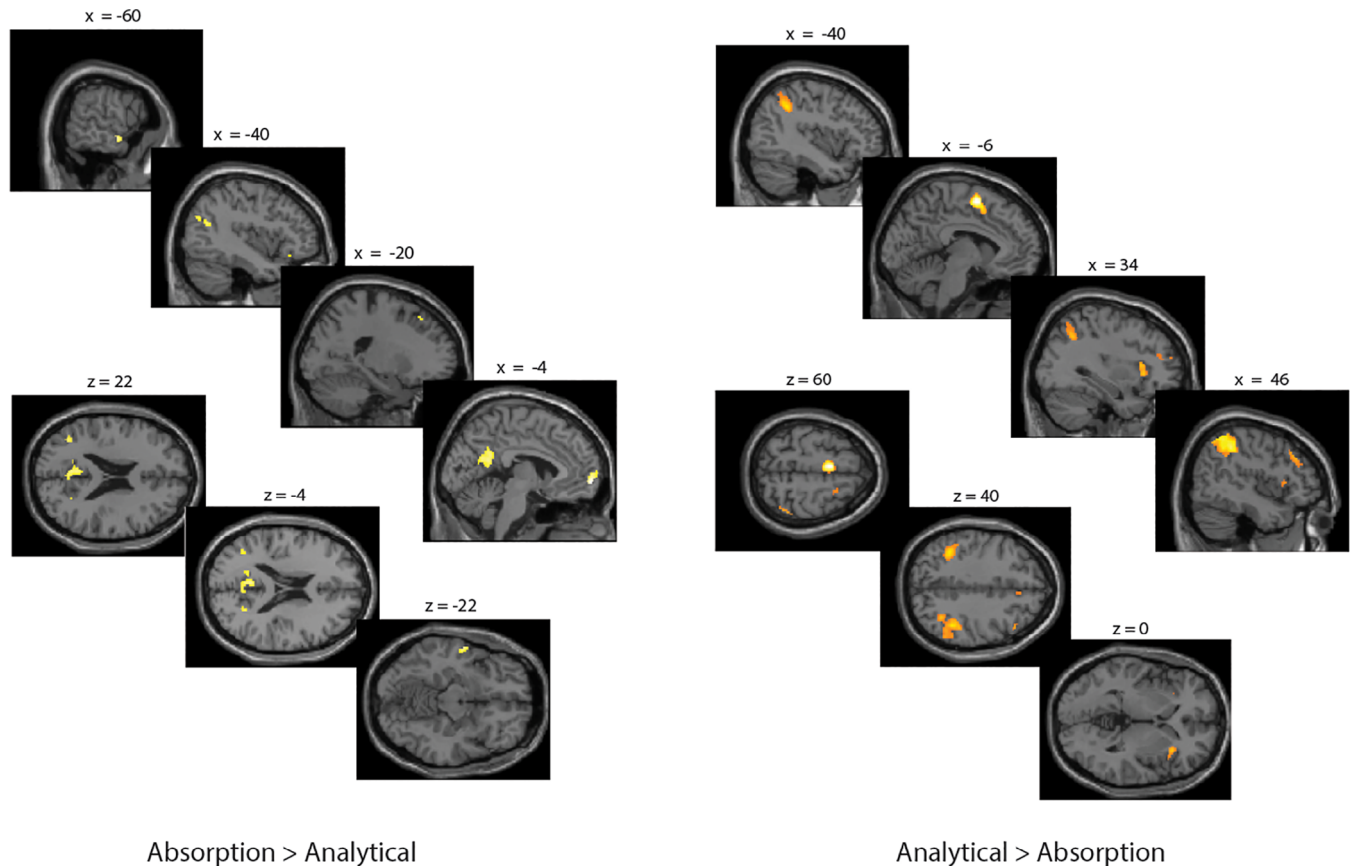 x = -60
x = -40
x = -20
x = -4
z = 22
z = -4
z = -22
Absorption > Analytical
x = -40
x = -6
x = 34
x = 46
z = 60
z = 40
z = 0
Analytical > Absorption